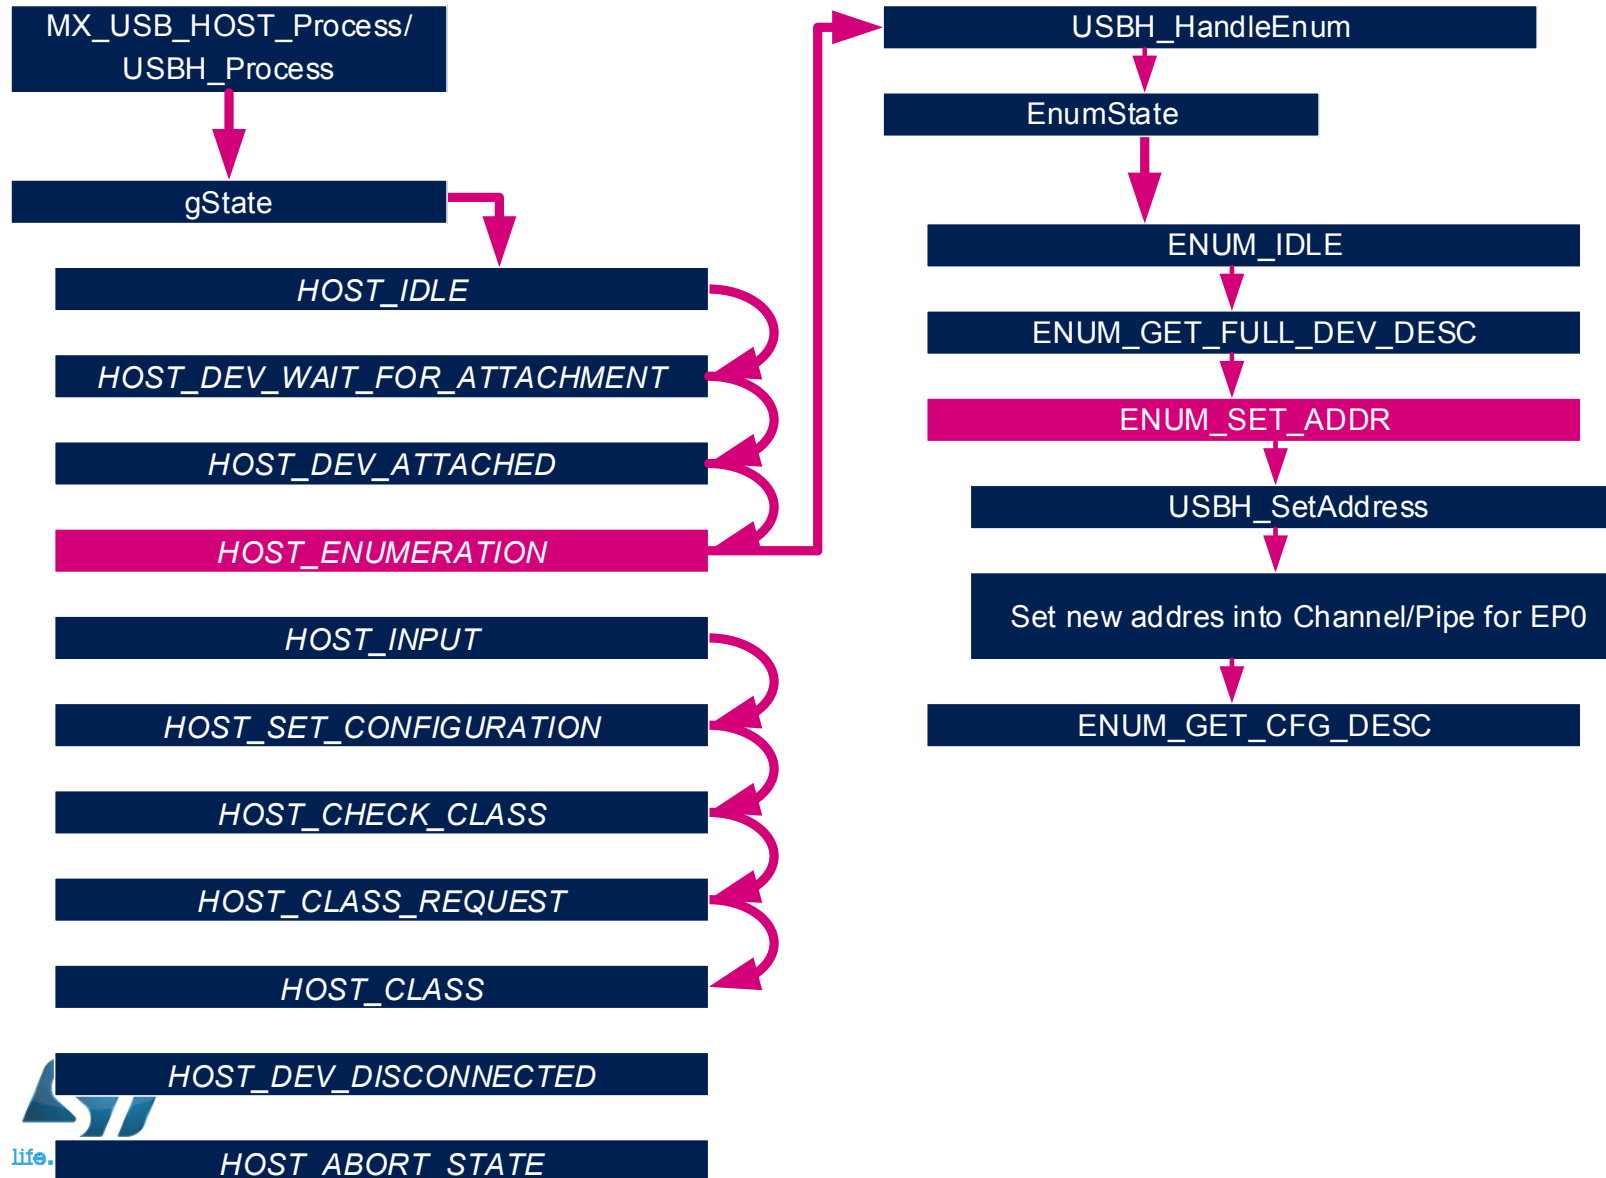 MX_USB_HOST_Process/
USBH_Process
gState
HOST_IDLE
HOST_DEV_WAIT_FOR_ATTACHMENT
HOST_DEV_ATTACHED
HOST_ENUMERATION
HOST_INPUT
HOST_SET_CONFIGURATION
HOST_CHECK_CLASS
HOST_CLASS_REQUEST
HOST_CLASS
HOST_DEV_DISCONNECTED
HOST_ABORT_STATE
life.
USBH_HandleEnum
EnumState
ENUM_IDLE
ENUM_GET_FULL_DEV_DESC
ENUM_SET_ADDR
USBH_SetAddress
Set new addres into Channel/Pipe for EP0
ENUM_GET_CFG_DESC